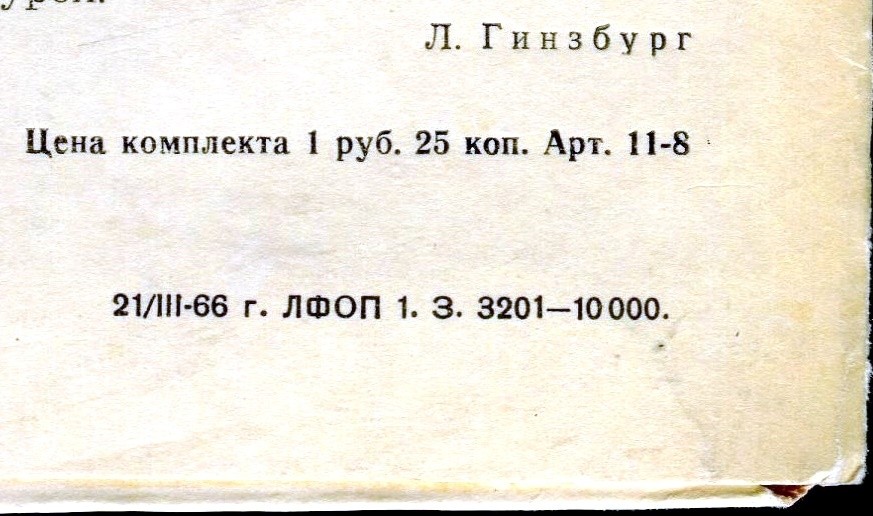 Л. Гинзбург
Цена комплекта 1 руб. 25 коп. Арт. 11-8
21/III-66 г. ЛФОП 1. З. 3201—10000.